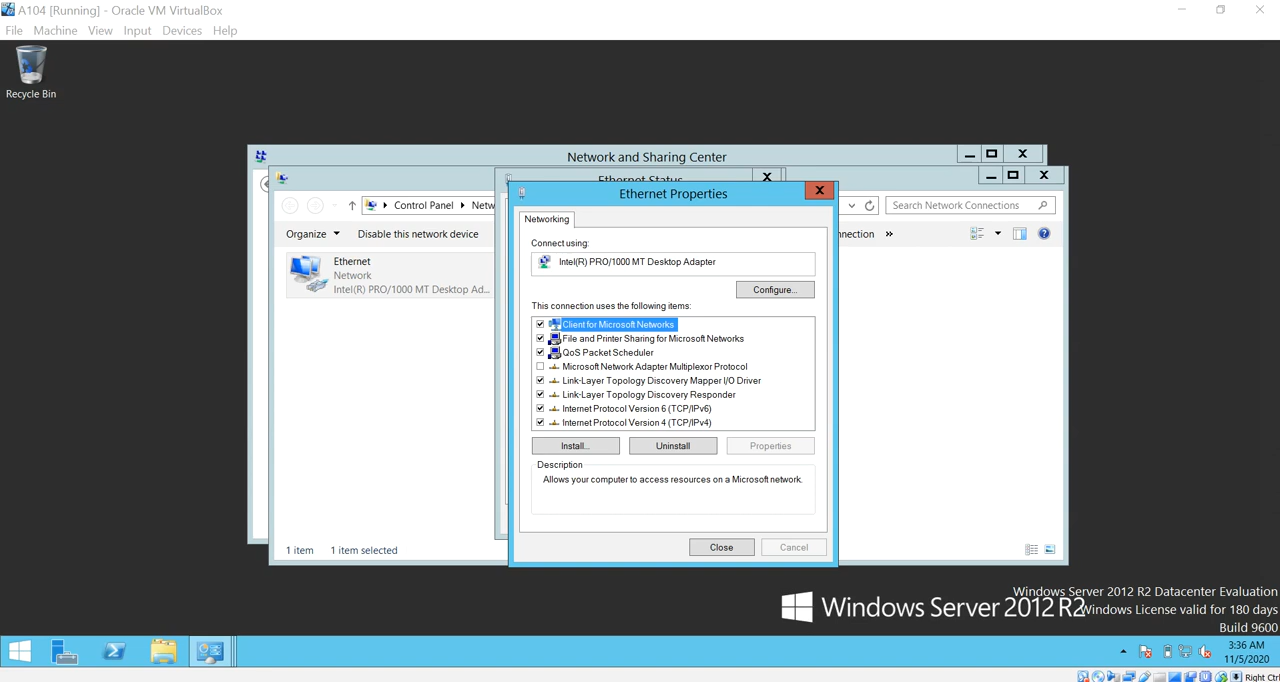 A104 [Running] - Oracle VM VirtualBox
File Machine View Input Devices Help
Recycle Bin
Network and Sharing Center
Ethernet Status
Ethernet Properties
Control Panel
Search Network Connections
Organize Disable this network device
»
Ethernet
Network
Intel(R) PRO/1000 MT Desktop Ad...
Networking
Connect using:
Intel(R) PRO/1000 MT Desktop Adapter
Configure...
This connection uses the following items:
Client for Microsoft Networks
File and Printer Sharing for Microsoft Networks
QoS Packet Scheduler
Microsoft Network Adapter Multiplexor Protocol
Link-Layer Topology Discovery Mapper I/O Driver
Link-Layer Topology Discovery Responder
Internet Protocol Version 6 (TCP/IPv6)
Internet Protocol Version 4 (TCP/IPv4)
Install... Uninstall Properties
Description
Allows your computer to access resources on a Microsoft network.
Close Cancel
1 item 1 item selected
Windows Server 2012 R2
Windows Server 2012 R2 Datacenter Evaluation
Windows License valid for 180 days
Build 9600
3:36 AM
11/5/2020
Right Ctrl